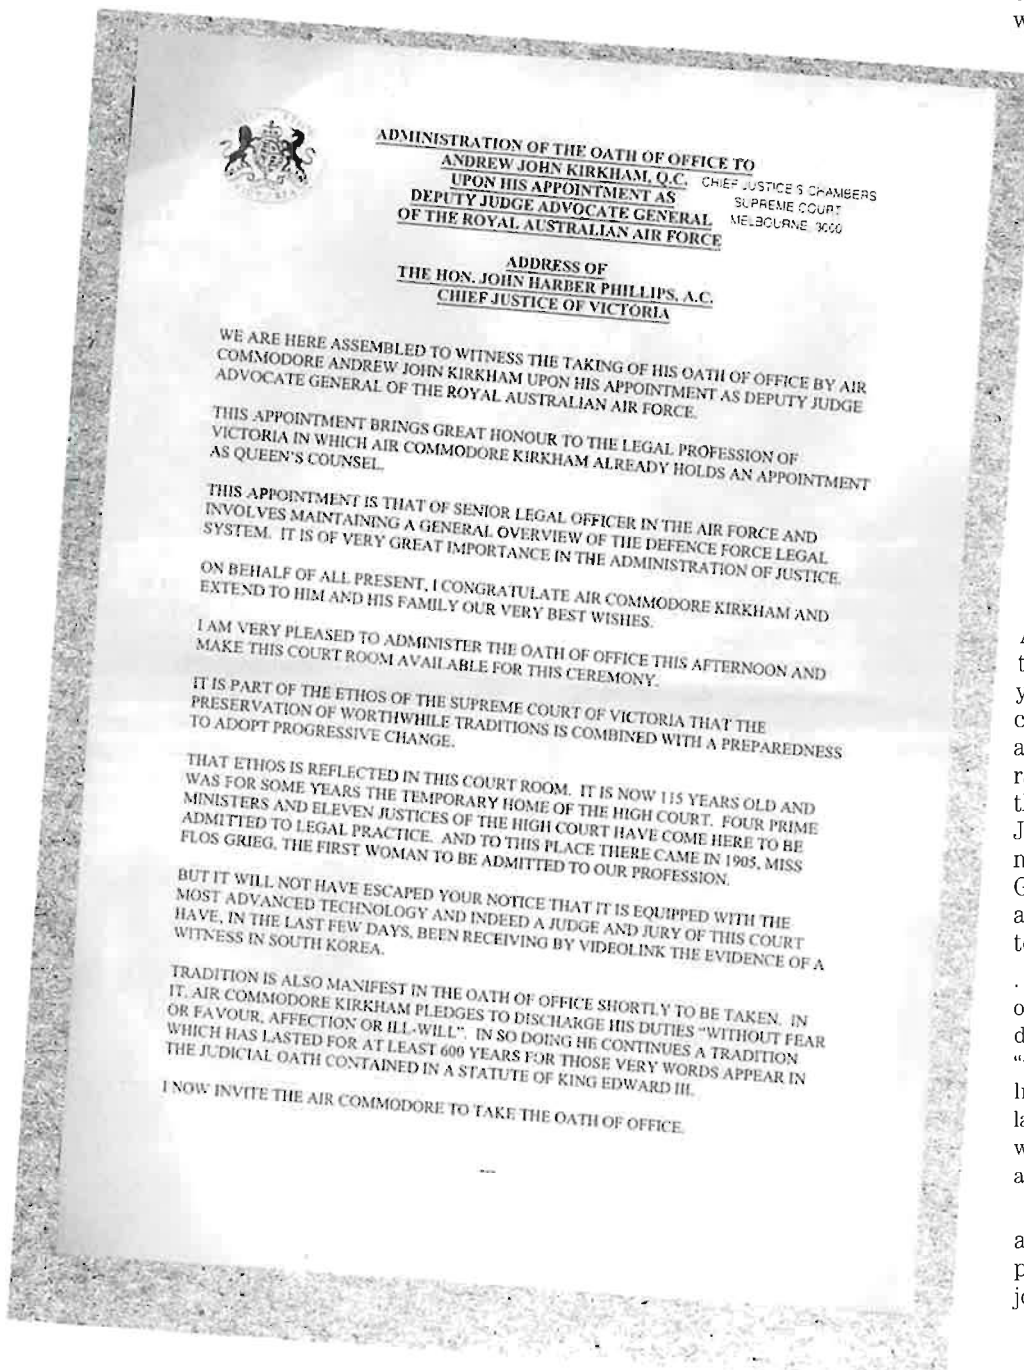 ADMINISTRATION OF THE OATH OF OFFICE TO
ANDREW JOHN KIRKHAM, Q.C.
UPON HIS APPOINTMENT AS
DEPUTY JUDGE ADVOCATE GENERAL
OF THE ROYAL AUSTRALIAN AIR FORCE
CHIEF JUSTICE'S CHAMBERS
SUPREME COURT
MELBOURNE, 3000
ADDRESS OF
THE HON. JOHN HARBER PHILLIPS, A.C.
CHIEF JUSTICE OF VICTORIA
WE ARE HERE ASSEMBLED TO WITNESS THE TAKING OF HIS OATH OF OFFICE BY AIR
COMMODORE ANDREW JOHN KIRKHAM UPON HIS APPOINTMENT AS DEPUTY JUDGE
ADVOCATE GENERAL OF THE ROYAL AUSTRALIAN AIR FORCE.
THIS APPOINTMENT BRINGS GREAT HONOUR TO THE LEGAL PROFESSION OF
VICTORIA IN WHICH AIR COMMODORE KIRKHAM ALREADY HOLDS AN APPOINTMENT
AS QUEEN'S COUNSEL.
THIS APPOINTMENT IS THAT OF SENIOR LEGAL OFFICER IN THE AIR FORCE AND
INVOLVES MAINTAINING A GENERAL OVERVIEW OF THE DEFENCE FORCE LEGAL
SYSTEM. IT IS OF VERY GREAT IMPORTANCE IN THE ADMINISTRATION OF JUSTICE.
ON BEHALF OF ALL PRESENT, I CONGRATULATE AIR COMMODORE KIRKHAM AND
EXTEND TO HIM AND HIS FAMILY OUR VERY BEST WISHES.
I AM VERY PLEASED TO ADMINISTER THE OATH OF OFFICE THIS AFTERNOON AND
MAKE THIS COURT ROOM AVAILABLE FOR THIS CEREMONY.
IT IS PART OF THE ETHOS OF THE SUPREME COURT OF VICTORIA THAT THE
PRESERVATION OF WORTHWHILE TRADITIONS IS COMBINED WITH A PREPAREDNESS
TO ADOPT PROGRESSIVE CHANGE.
THAT ETHOS IS REFLECTED IN THIS COURT ROOM. IT IS NOW 115 YEARS OLD AND
WAS FOR SOME YEARS THE TEMPORARY HOME OF THE HIGH COURT. FOUR PRIME
MINISTERS AND ELEVEN JUSTICES OF THE HIGH COURT HAVE COME HERE TO BE
ADMITTED TO LEGAL PRACTICE. AND TO THIS PLACE THERE CAME IN 1905, MISS
FLOS GRIEG, THE FIRST WOMAN TO BE ADMITTED TO OUR PROFESSION.
BUT IT WILL NOT HAVE ESCAPED YOUR NOTICE THAT IT IS EQUIPPED WITH THE
MOST ADVANCED TECHNOLOGY AND INDEED A JUDGE AND JURY OF THIS COURT
HAVE, IN THE LAST FEW DAYS, BEEN RECEIVING BY VIDEOLINK THE EVIDENCE OF A
WITNESS IN SOUTH KOREA.
TRADITION IS ALSO MANIFEST IN THE OATH OF OFFICE SHORTLY TO BE TAKEN. IN
IT, AIR COMMODORE KIRKHAM PLEDGES TO DISCHARGE HIS DUTIES "WITHOUT FEAR
OR FAVOUR, AFFECTION OR ILL-WILL". IN SO DOING HE CONTINUES A TRADITION
WHICH HAS LASTED FOR AT LEAST 600 YEARS FOR THOSE VERY WORDS APPEAR IN
THE JUDICIAL OATH CONTAINED IN A STATUTE OF KING EDWARD III.
I NOW INVITE THE AIR COMMODORE TO TAKE THE OATH OF OFFICE.